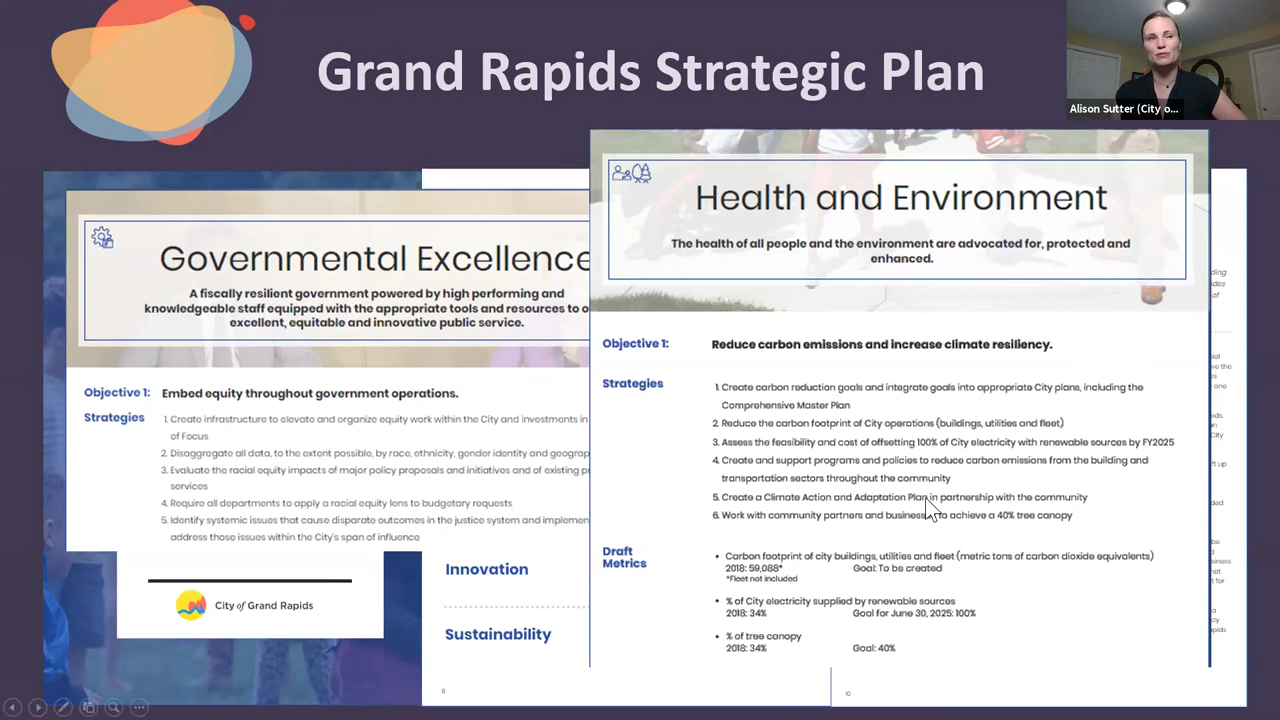 Grand Rapids Strategic Plan
Alison Sutter (City o...
Governmental Excellence
A fiscally resilient government powered by high performing and
knowledgeable staff equipped with the appropriate tools and resources to o
excellent, equitable and innovative public service.
Objective 1: Embed equity throughout government operations.
Strategies
1. Create infrastructure to elevate and organize equity work within the City and investments in
of Focus
2. Disaggregate all data, to the extent possible, by race, ethnicity, gender identity and geograp
3. Evaluate the racial equity impacts of major policy proposals and initiatives and of existing pr
services
4. Require all departments to apply a racial equity lens to budgetary requests
5. Identify systemic issues that cause disparate outcomes in the justice system and implemen
address those issues within the City's span of influence
City of Grand Rapids
Innovation
Sustainability
8
Health and Environment
The health of all people and the environment are advocated for, protected and
enhanced.
Objective 1: Reduce carbon emissions and increase climate resiliency.
Strategies
1. Create carbon reduction goals and integrate goals into appropriate City plans, including the
Comprehensive Master Plan
2. Reduce the carbon footprint of City operations (buildings, utilities and fleet)
3. Assess the feasibility and cost of offsetting 100% of City electricity with renewable sources by FY2025
4. Create and support programs and policies to reduce carbon emissions from the building and
transportation sectors throughout the community
5. Create a Climate Action and Adaptation Plan in partnership with the community
6. Work with community partners and business to achieve a 40% tree canopy
Draft
Metrics
• Carbon footprint of city buildings, utilities and fleet (metric tons of carbon dioxide equivalents)
2018: 59,088* Goal: To be created
*Fleet not included
• % of City electricity supplied by renewable sources
2018: 34% Goal for June 30, 2025: 100%
• % of tree canopy
2018: 34% Goal: 40%
10